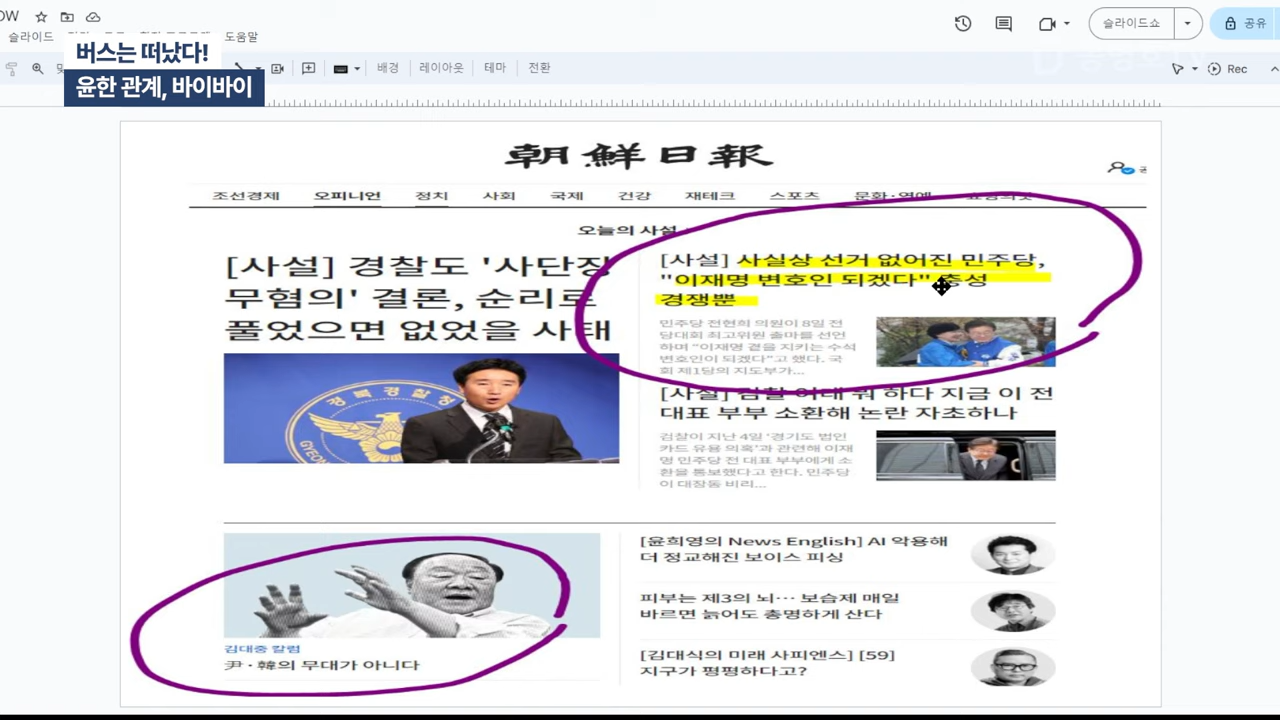 슬라이드
도움말
버스는 떠났다!
윤한 관계, 바이바이
슬라이드쇼
공유
배경 레이아웃 테마 전환
Rec
朝鮮日報
조선경제 오피니언 정치 사회 국제 건강 재테크 스포츠 문화·연예
오늘의 사설
[사설] 경찰도 '사단장
무혐의' 결론, 순리로
풀었으면 없었을 사태
[사설] 사실상 선거 없어진 민주당,
"이재명 변호인 되겠다" 충성
경쟁뿐
민주당 전현희 의원이 8일 전
당대회 최고위원 출마를 선언
하며 "이재명 곁을 지키는 수석
변호인이 되겠다"고 했다. 국
회 제1당의 지도부가...
[사설] 검찰 여태 뭐 하다 지금 이 전
대표 부부 소환해 논란 자초하나
검찰이 지난 4일 '경기도 법인
카드 유용 의혹'과 관련해 이재
명 민주당 전 대표 부부에게 소
환을 통보했다고 한다. 민주당
이 대장동 비리...
경북경찰청
김대중 칼럼
尹·韓의 무대가 아니다
[윤희영의 News English] AI 악용해
더 정교해진 보이스 피싱
피부는 제3의 뇌… 보습제 매일
바르면 늙어도 총명하게 산다
[김대식의 미래 사피엔스] [59]
지구가 평평하다고?